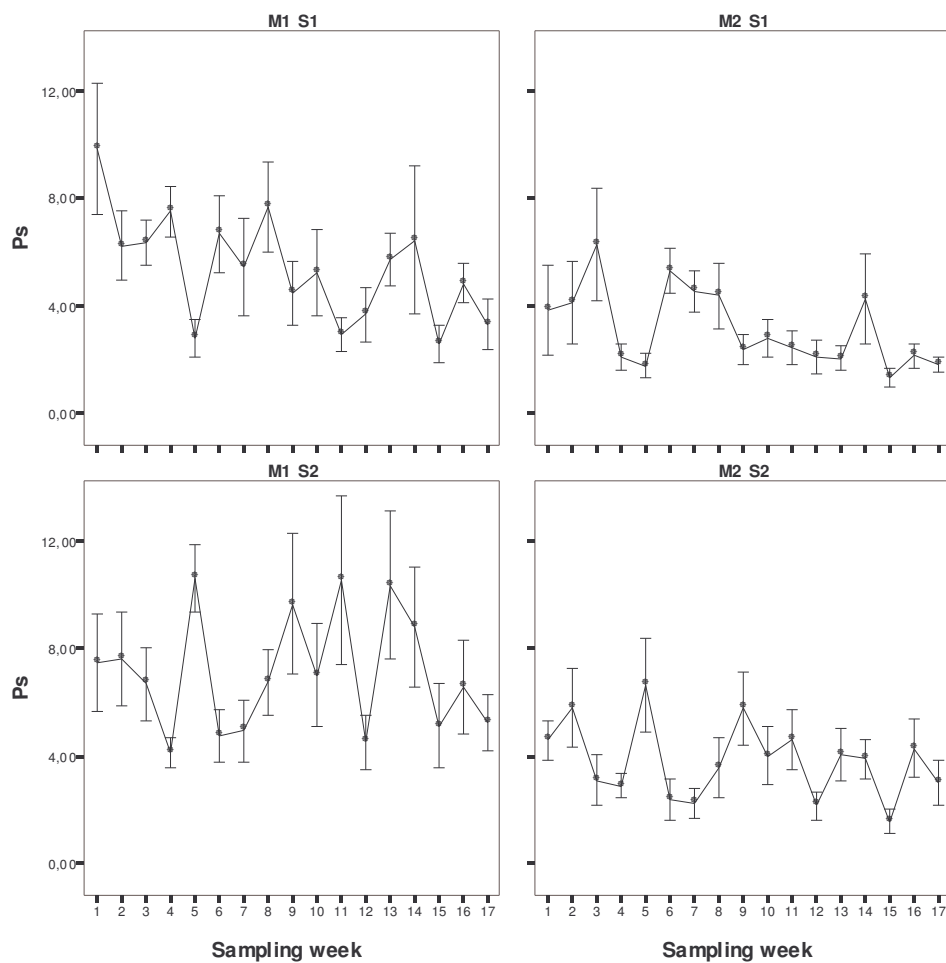 M1 S1
M2 S1
12,00
8,00
4,00
0,00
Ps
M1 S2
M2 S2
12,00
8,00
4,00
0,00
Ps
1 2 3 4 5 6 7 8 9 10 11 12 13 14 15 16 17
1 2 3 4 5 6 7 8 9 10 11 12 13 14 15 16 17
Sampling week
Sampling week